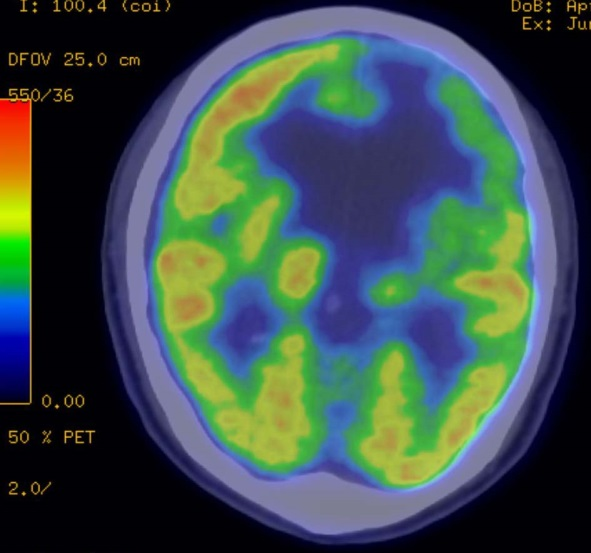 I: 100.4 (coi)
DoB: Ap
Ex: Ju
DFOV 25.0 cm
550/36
0.00
50 % PET
2.0/